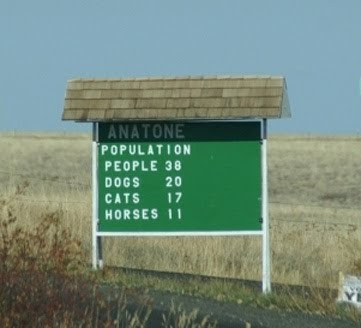 ANATONE
POPULATION
PEOPLE 38
DOGS 20
CATS 17
HORSES 11